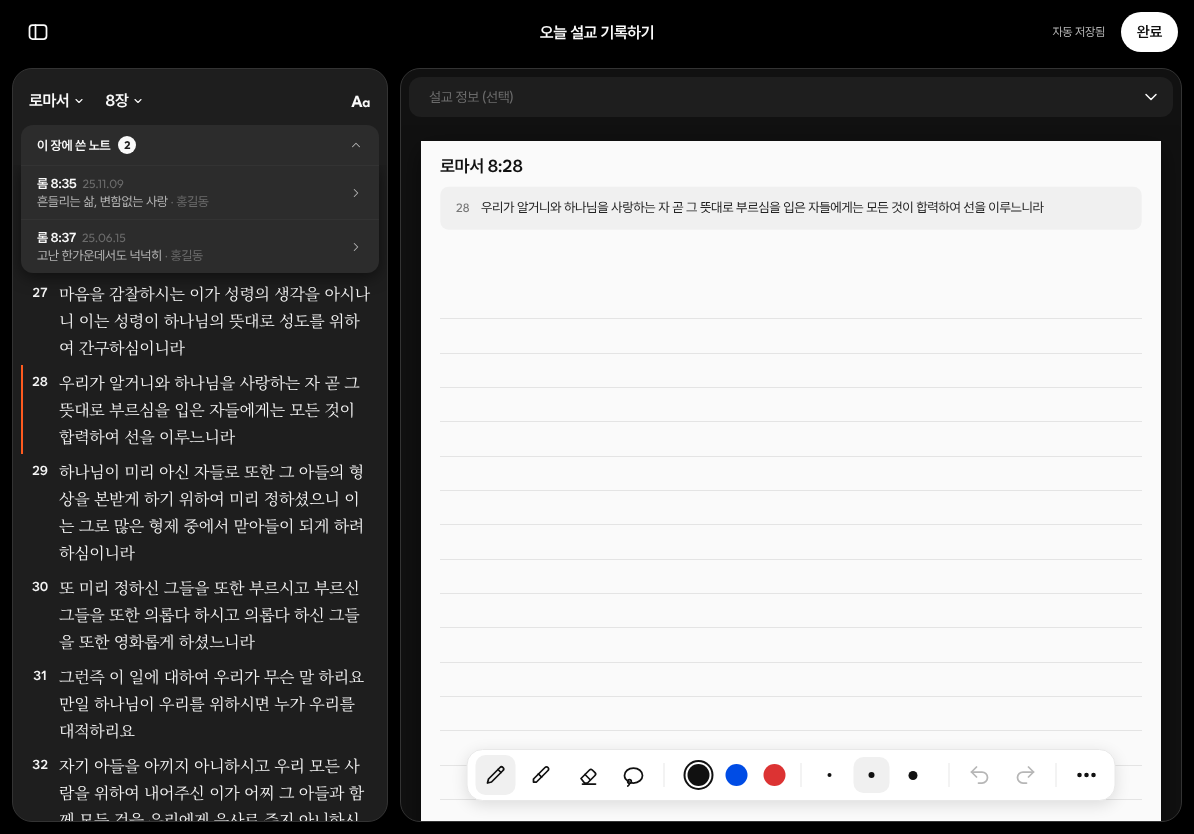 오늘 설교 기록하기
자동 저장됨
완료
로마서
8장
Aa
이 장에 쓴 노트 2
롬 8:35 25.11.09
흔들리는 삶, 변함없는 사랑 · 홍길동
롬 8:37 25.06.15
고난 한가운데서도 넉넉히 · 홍길동
27 마음을 감찰하시는 이가 성령의 생각을 아시나
니 이는 성령이 하나님의 뜻대로 성도를 위하
여 간구하심이니라
28 우리가 알거니와 하나님을 사랑하는 자 곧 그
뜻대로 부르심을 입은 자들에게는 모든 것이
합력하여 선을 이루느니라
29 하나님이 미리 아신 자들로 또한 그 아들의 형
상을 본받게 하기 위하여 미리 정하셨으니 이
는 그로 많은 형제 중에서 맏아들이 되게 하려
하심이니라
30 또 미리 정하신 그들을 또한 부르시고 부르신
그들을 또한 의롭다 하시고 의롭다 하신 그들
을 또한 영화롭게 하셨느니라
31 그런즉 이 일에 대하여 우리가 무슨 말 하리요
만일 하나님이 우리를 위하시면 누가 우리를
대적하리요
32 자기 아들을 아끼지 아니하시고 우리 모든 사
람을 위하여 내어주신 이가 어찌 그 아들과 함
께 모든 것을 우리에게 은사로 주지 아니하시
설교 정보 (선택)
로마서 8:28
28 우리가 알거니와 하나님을 사랑하는 자 곧 그 뜻대로 부르심을 입은 자들에게는 모든 것이 합력하여 선을 이루느니라